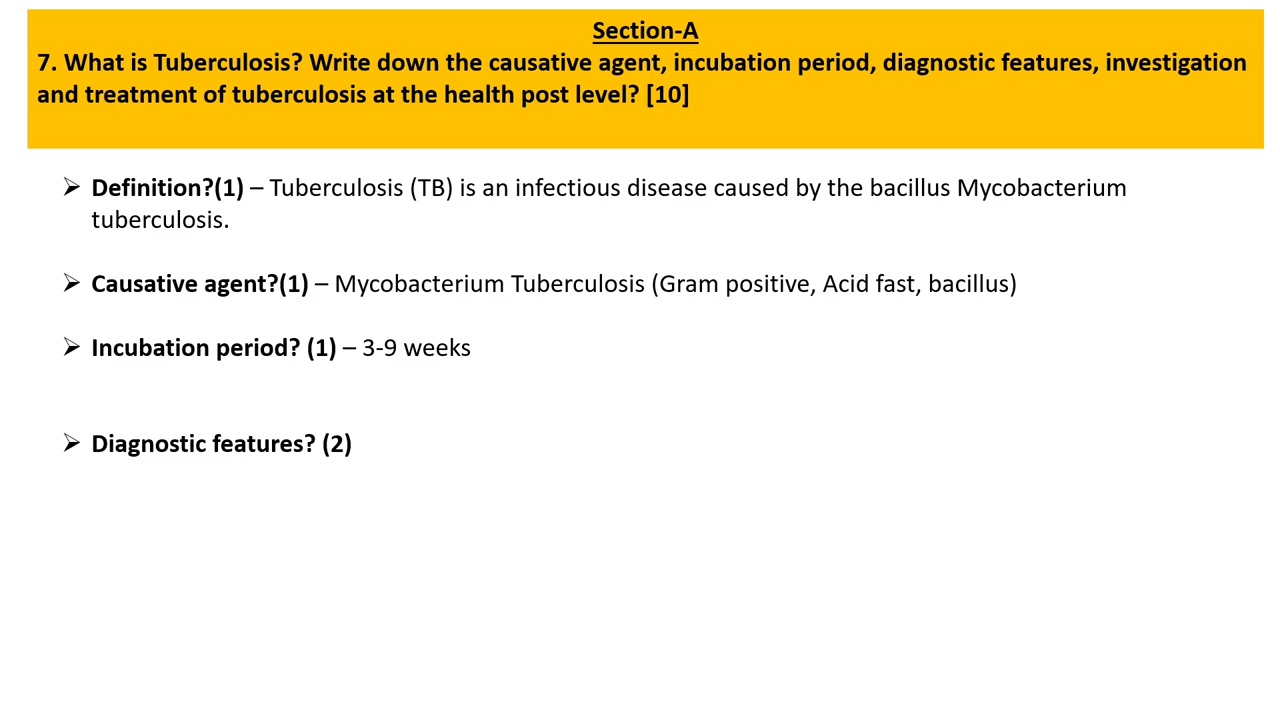 Section-A
7. What is Tuberculosis? Write down the causative agent, incubation period, diagnostic features, investigation
and treatment of tuberculosis at the health post level? [10]
➢ Definition?(1) – Tuberculosis (TB) is an infectious disease caused by the bacillus Mycobacterium
tuberculosis.
➢ Causative agent?(1) – Mycobacterium Tuberculosis (Gram positive, Acid fast, bacillus)
➢ Incubation period? (1) – 3-9 weeks
➢ Diagnostic features? (2)